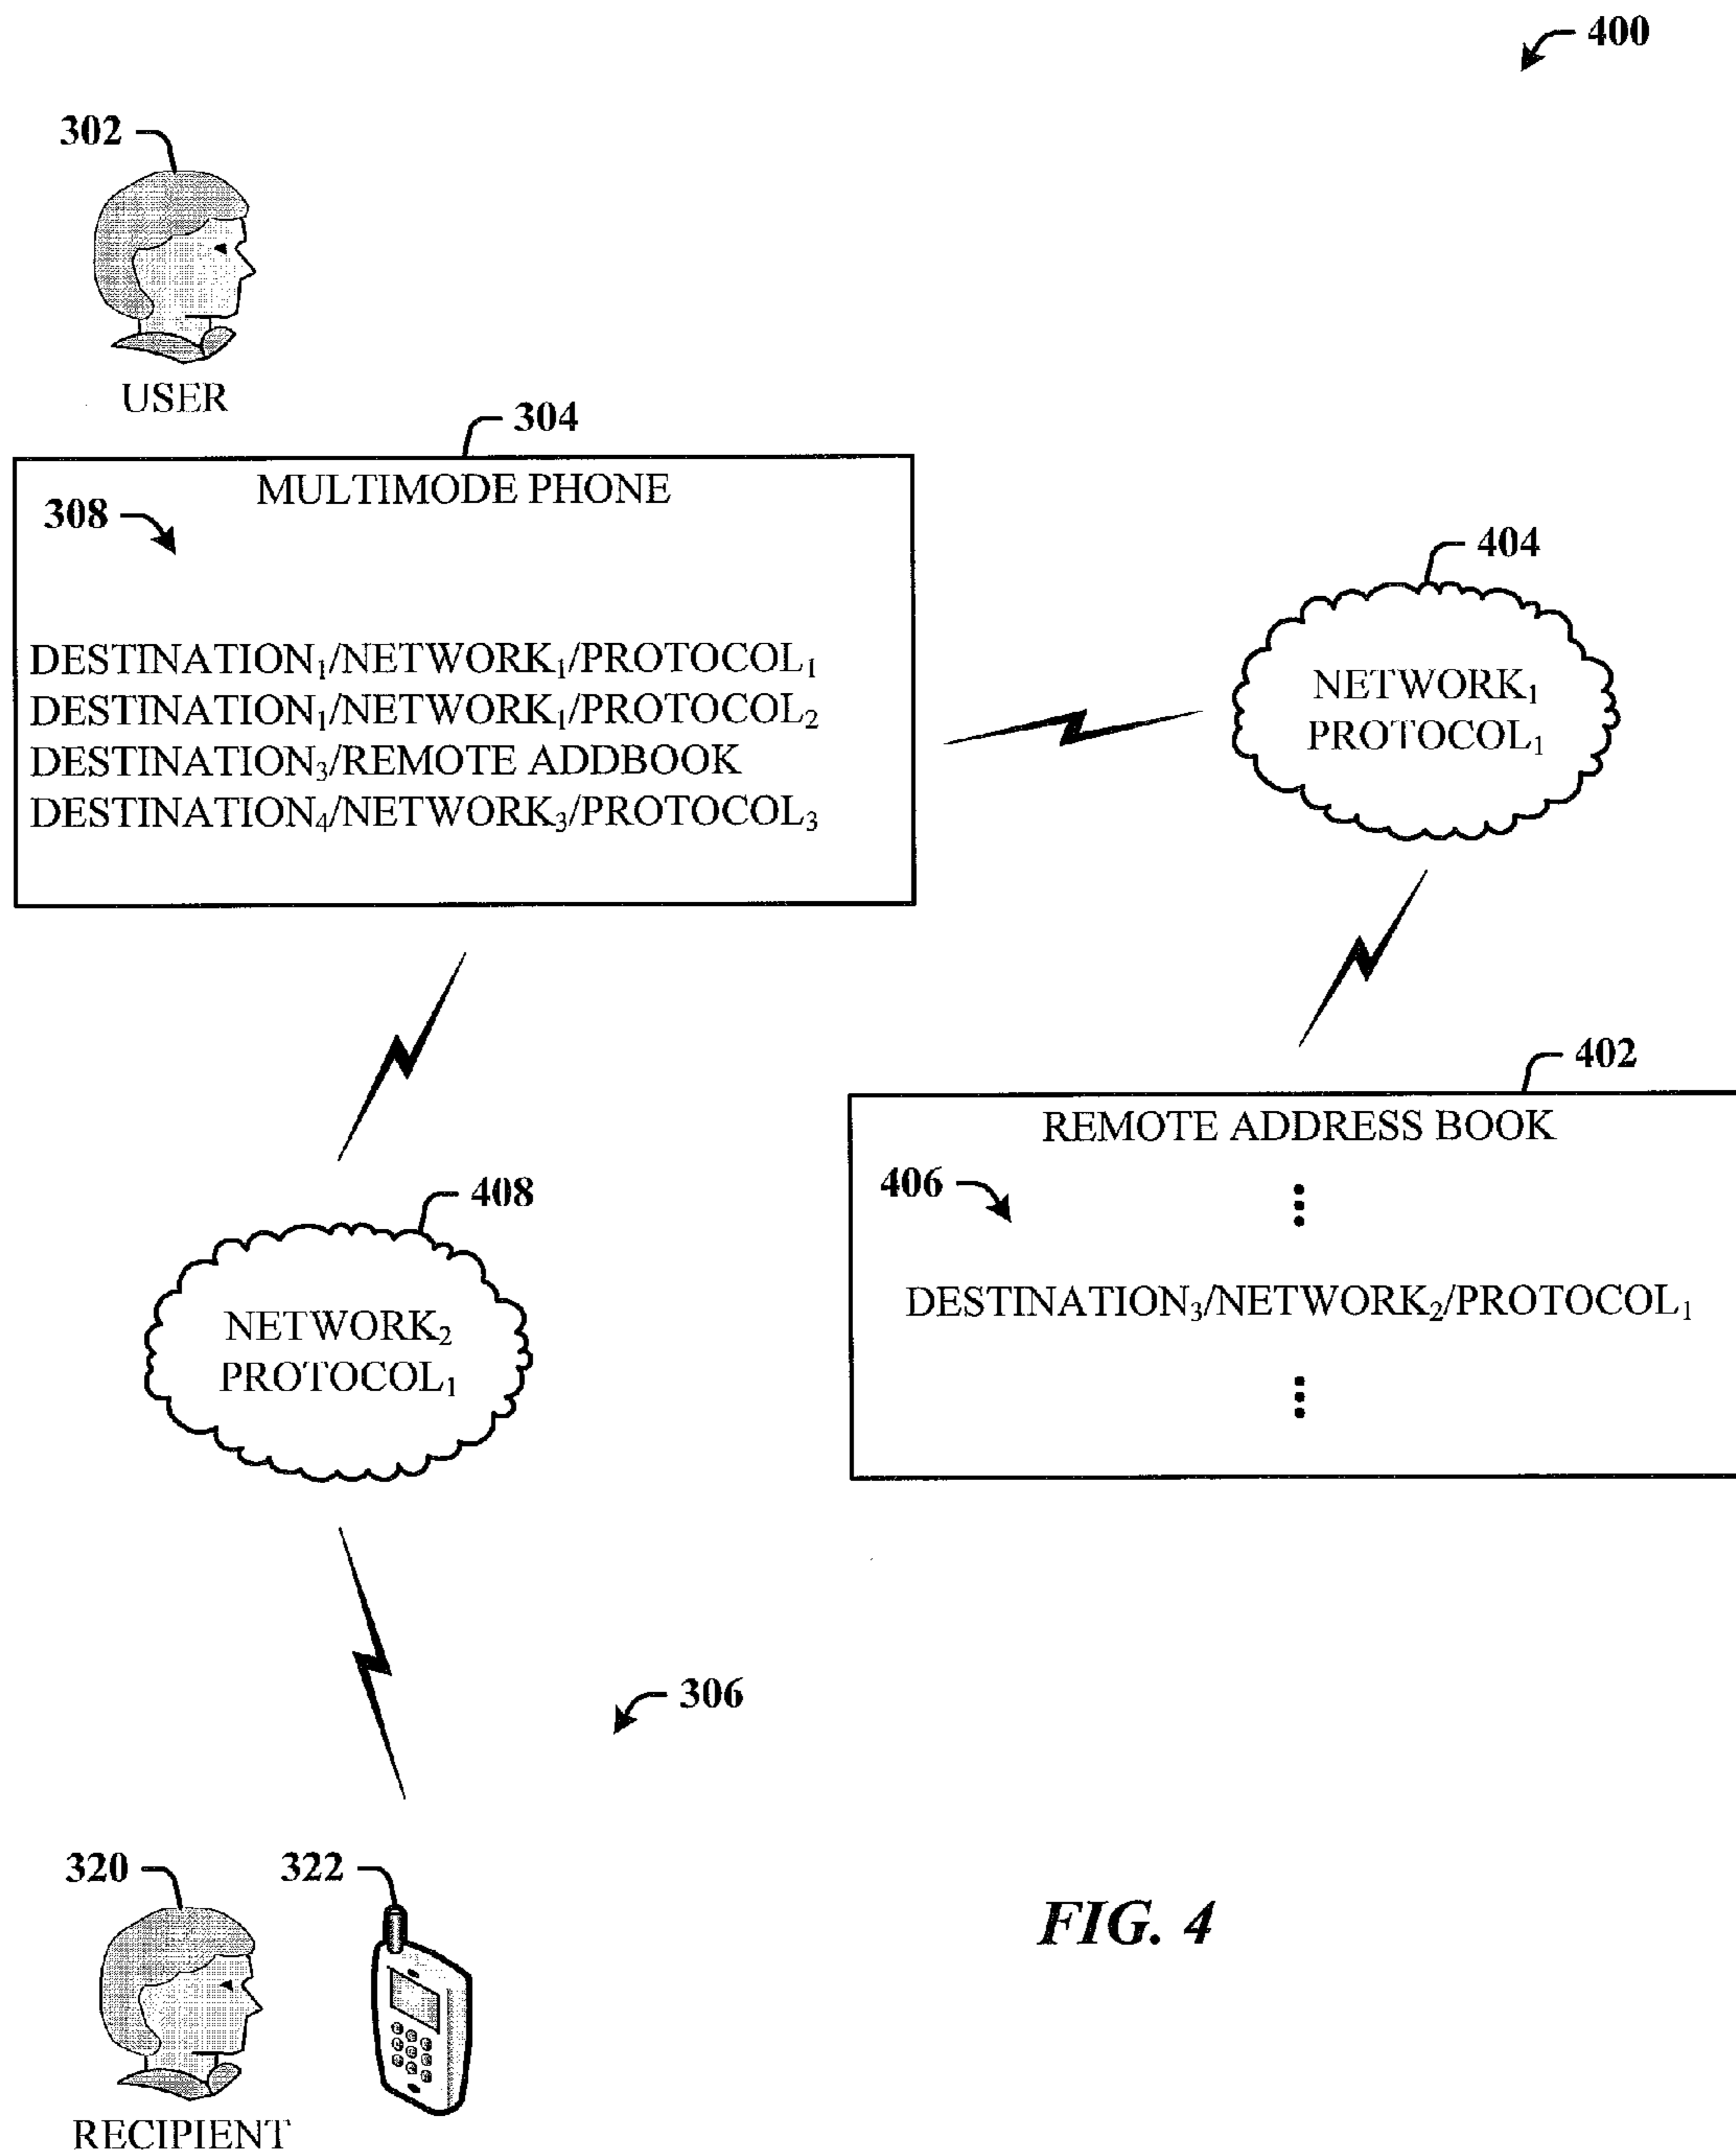 400
302
USER
304
MULTIMODE PHONE
308
DESTINATION₁/NETWORK₁/PROTOCOL₁
DESTINATION₁/NETWORK₁/PROTOCOL₂
DESTINATION₃/REMOTE ADDBOOK
DESTINATION₄/NETWORK₃/PROTOCOL₃
404
NETWORK₁
PROTOCOL₁
402
REMOTE ADDRESS BOOK
406
DESTINATION₃/NETWORK₂/PROTOCOL₁
408
NETWORK₂
PROTOCOL₁
306
320
322
RECIPIENT
FIG. 4